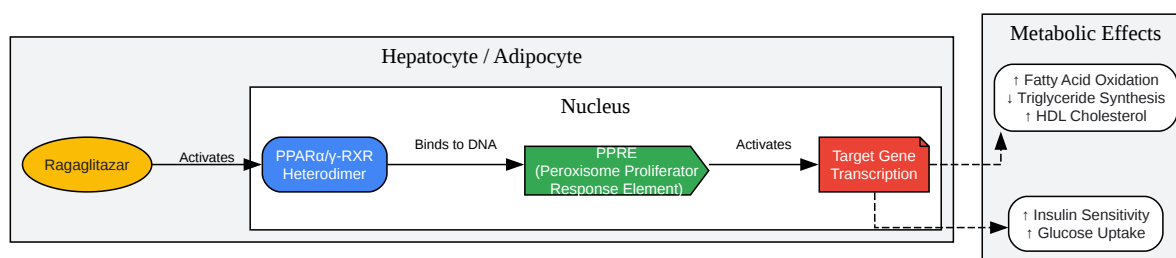 Metabolic Effects
Hepatocyte / Adipocyte
Nucleus
Ragaglitazar
Activates
PPARα/γ-RXR
Heterodimer
Binds to DNA
PPRE
(Peroxisome Proliferator
Response Element)
Activates
Target Gene
Transcription
↑ Fatty Acid Oxidation
↓ Triglyceride Synthesis
↑ HDL Cholesterol
↑ Insulin Sensitivity
↑ Glucose Uptake